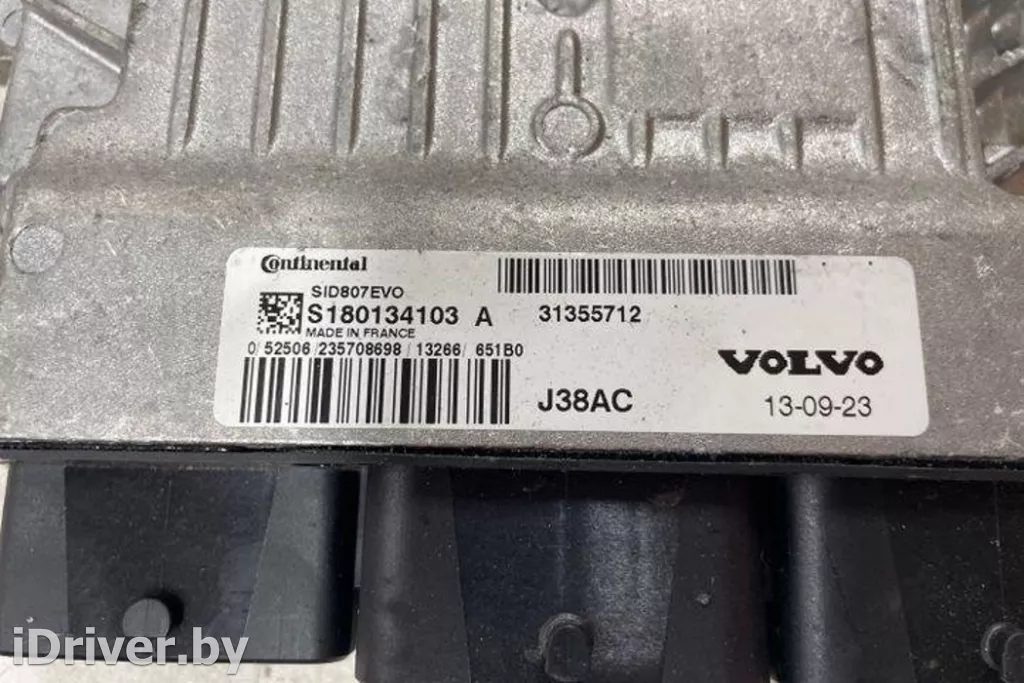 Continental
SID807EVO
S180134103 A
MADE IN FRANCE
0/52506/235708698/13266/651B0
31355712
J38AC
VOLVO
13-09-23
iDriver.by